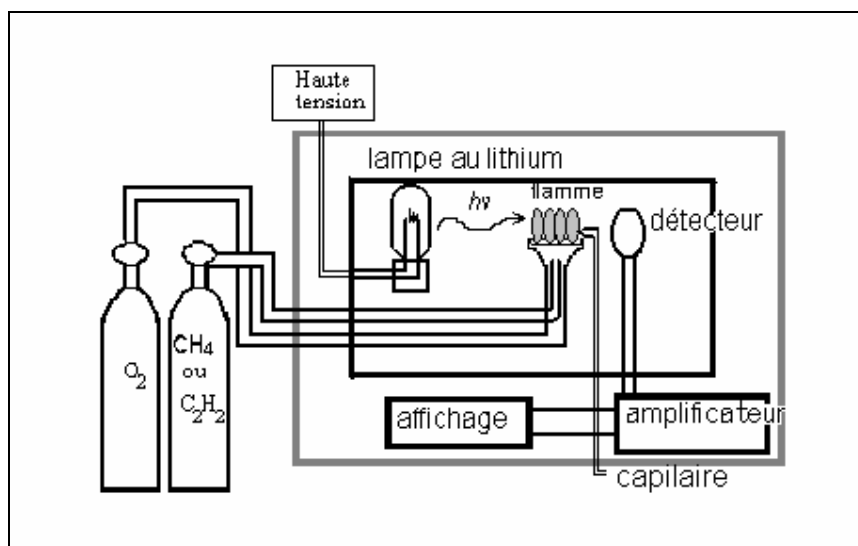 Haute
tension
lampe au lithium
flamme
hν
détecteur
O2
CH4
ou
C2H2
affichage
amplificateur
capilaire